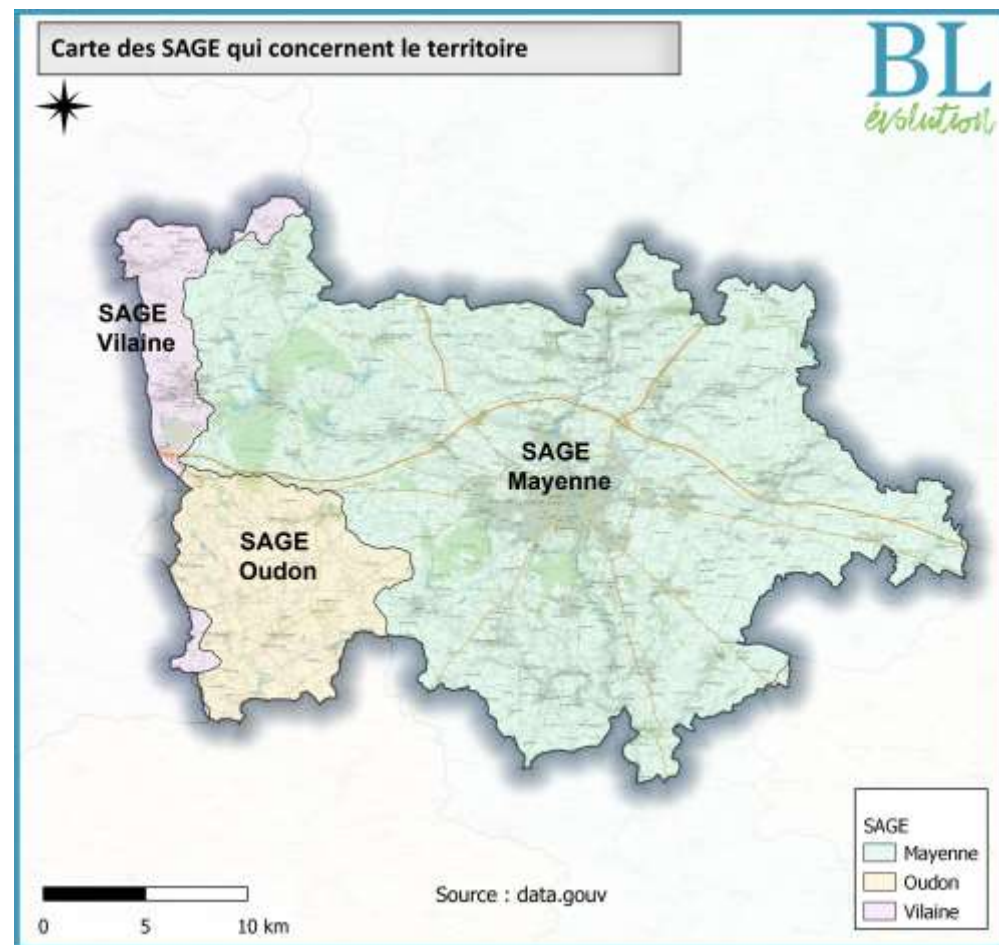 Carte des SAGE qui concernent le territoire
BL
évolution
SAGE
Vilaine
SAGE
Mayenne
SAGE
Oudon
SAGE
Mayenne
Oudon
Vilaine
Source : data.gouv
0 5 10 km